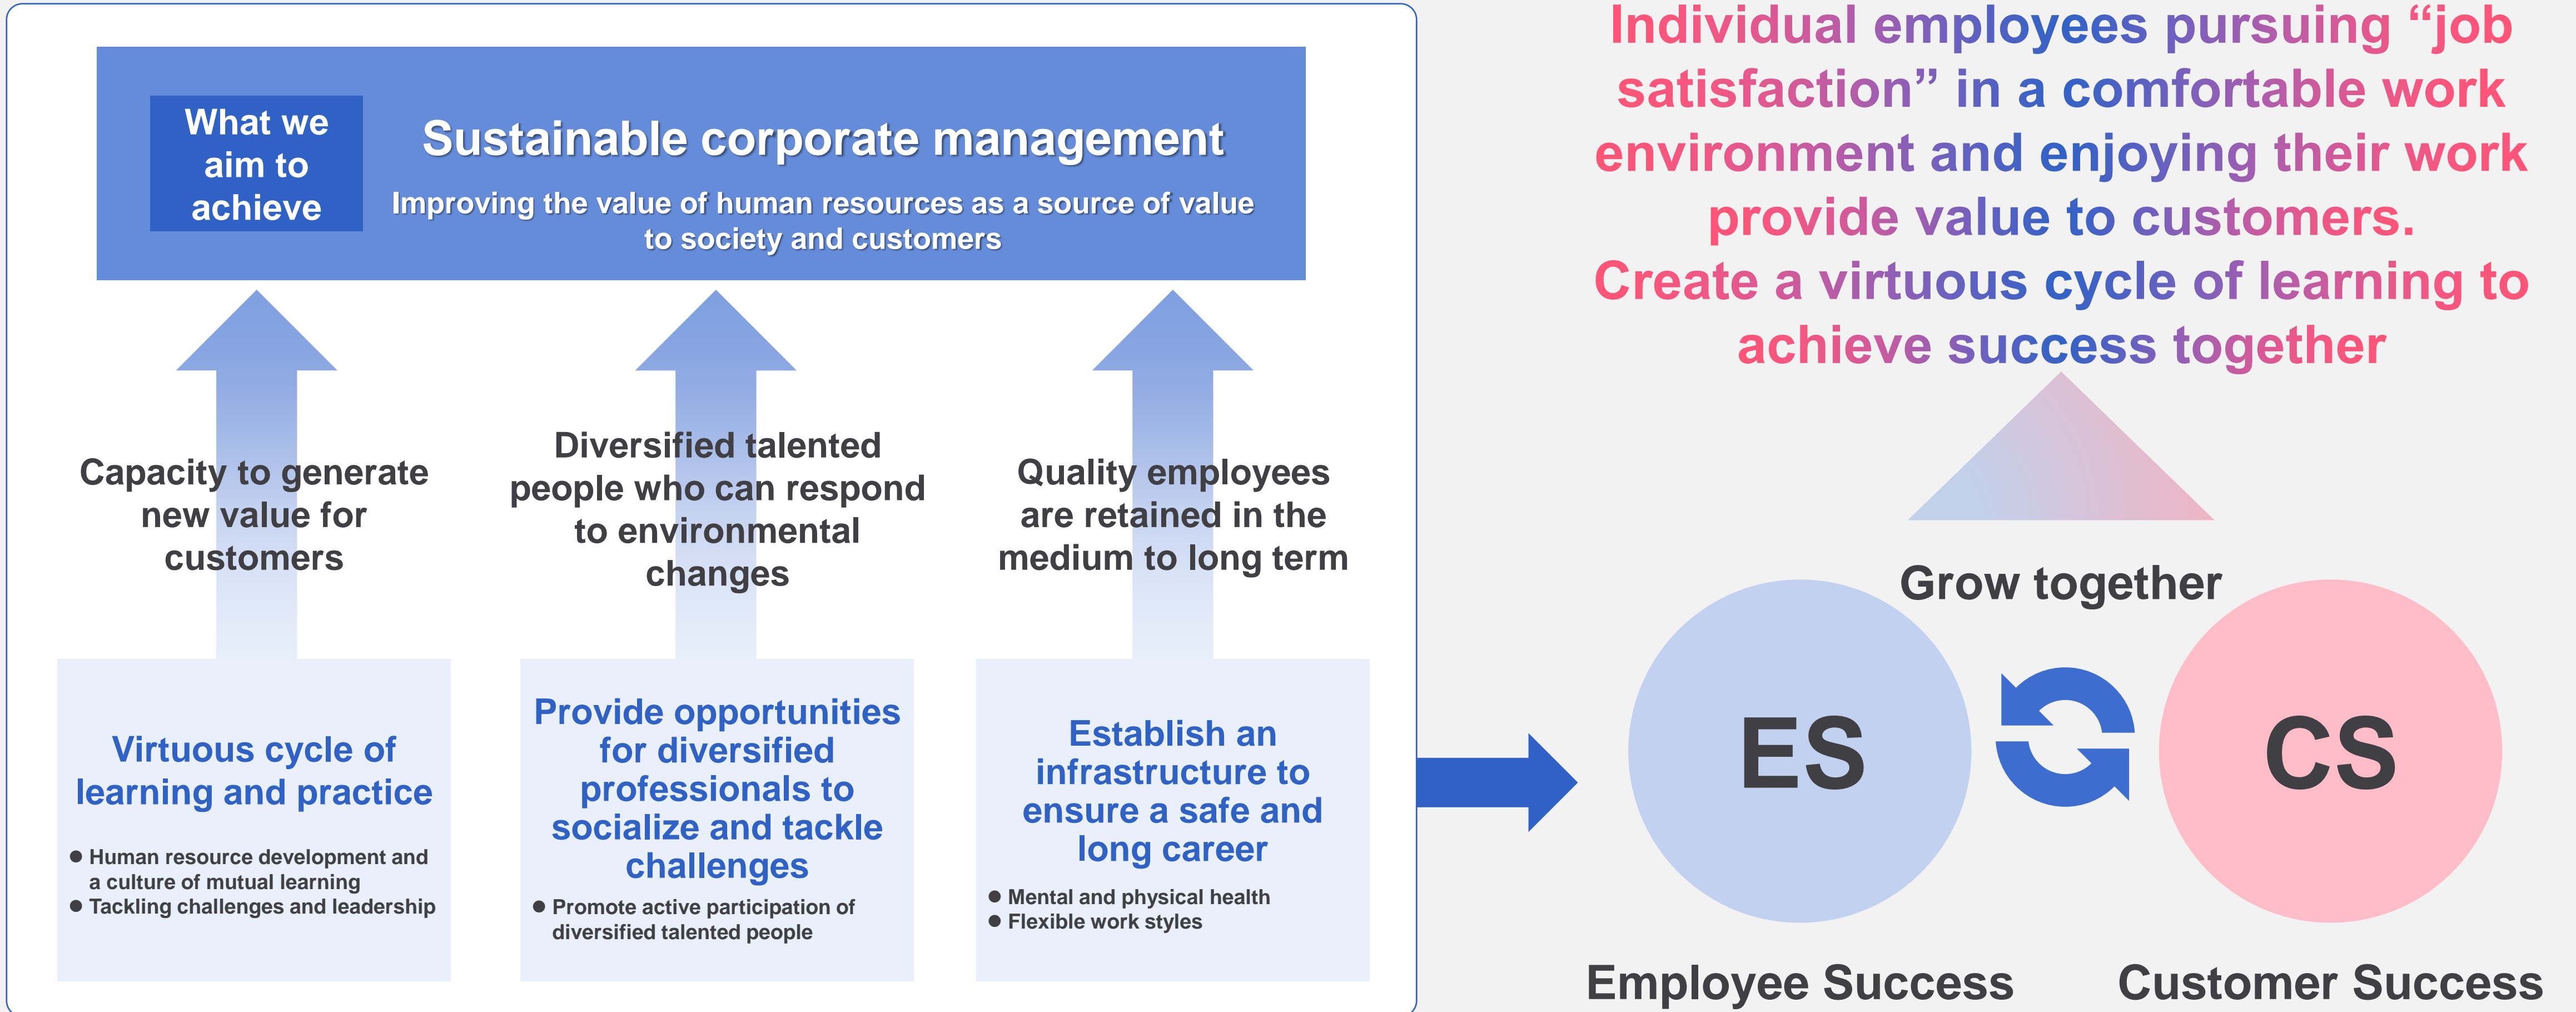 What we
aim to
achieve
Sustainable corporate management
Improving the value of human resources as a source of value
to society and customers
Capacity to generate
new value for
customers
Diversified talented
people who can respond
to environmental
changes
Quality employees
are retained in the
medium to long term
Virtuous cycle of
learning and practice
● Human resource development and
a culture of mutual learning
● Tackling challenges and leadership
Provide opportunities
for diversified
professionals to
socialize and tackle
challenges
● Promote active participation of
diversified talented people
Establish an
infrastructure to
ensure a safe and
long career
● Mental and physical health
● Flexible work styles
Individual employees pursuing “job
satisfaction” in a comfortable work
environment and enjoying their work
provide value to customers.
Create a virtuous cycle of learning to
achieve success together
Grow together
ES
CS
Employee Success
Customer Success